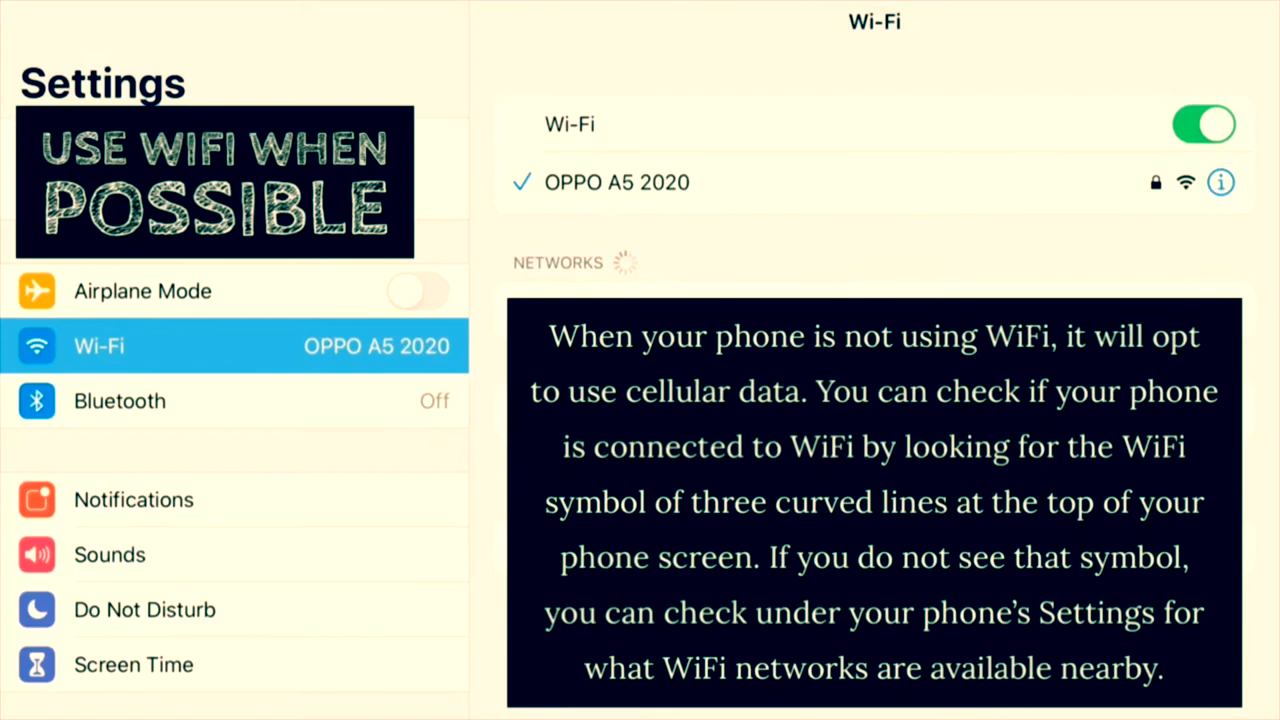 Settings
USE WIFI WHEN
POSSIBLE
Airplane Mode
Wi-Fi OPPO A5 2020
Bluetooth Off
Notifications
Sounds
Do Not Disturb
Screen Time
Wi-Fi
Wi-Fi
OPPO A5 2020
NETWORKS
When your phone is not using WiFi, it will opt
to use cellular data. You can check if your phone
is connected to WiFi by looking for the WiFi
symbol of three curved lines at the top of your
phone screen. If you do not see that symbol,
you can check under your phone’s Settings for
what WiFi networks are available nearby.